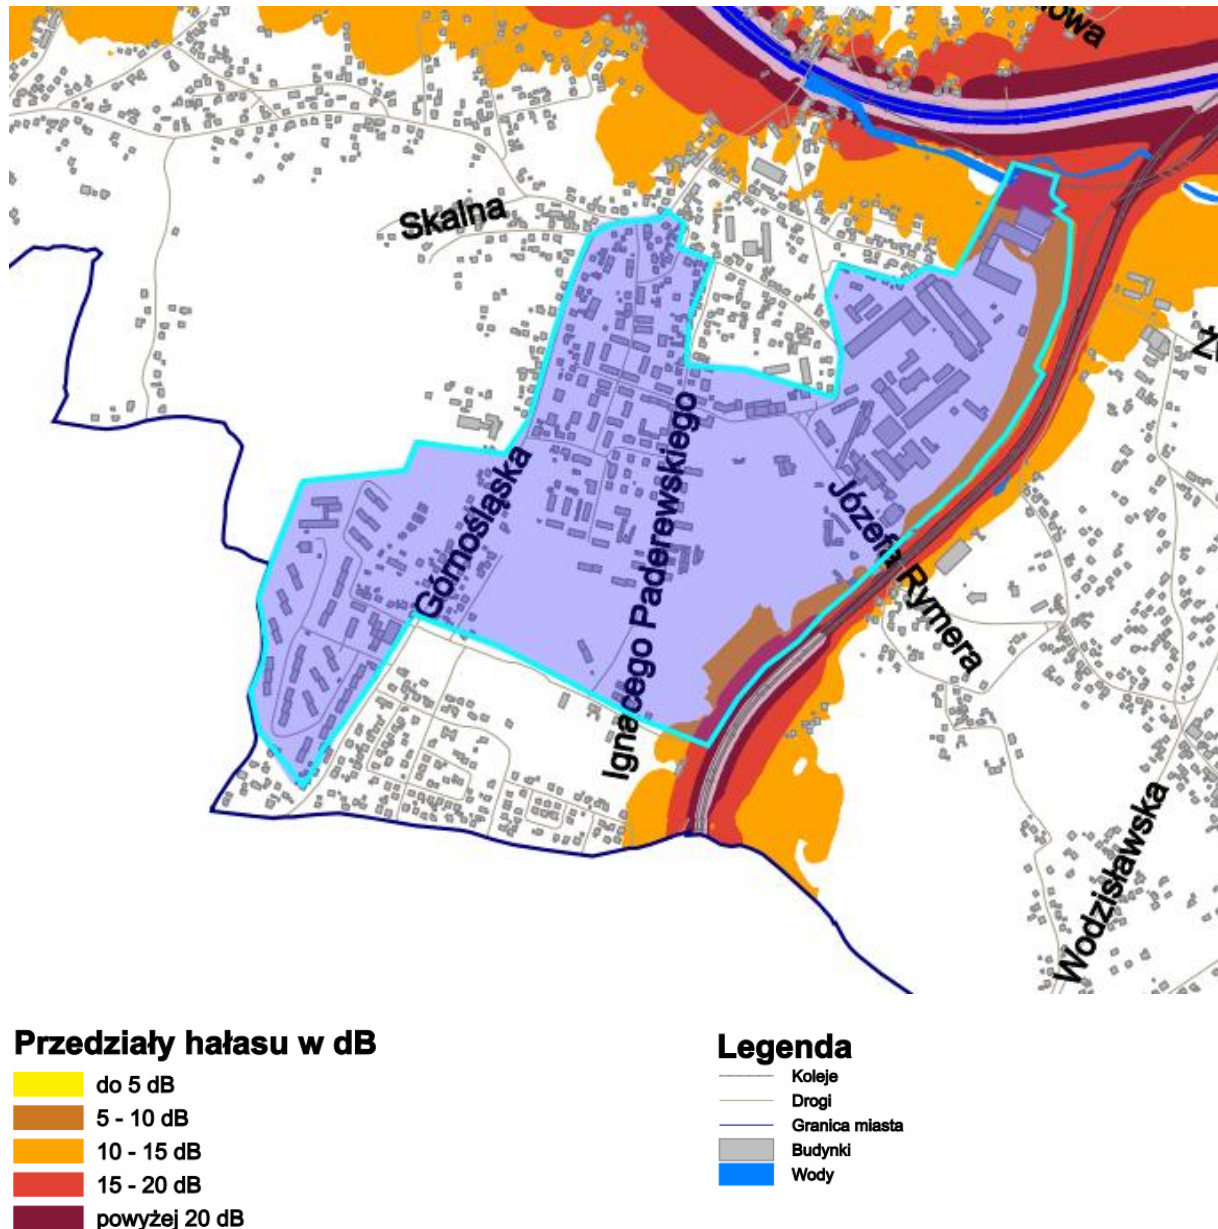 Skalna
Górnośląska
Ignacego Paderewskiego
Józefa Rymera
Wodzisławska
Przedziały hałasu w dB
do 5 dB
5 - 10 dB
10 - 15 dB
15 - 20 dB
powyżej 20 dB
Legenda
Koleje
Drogi
Granica miasta
Budynki
Wody